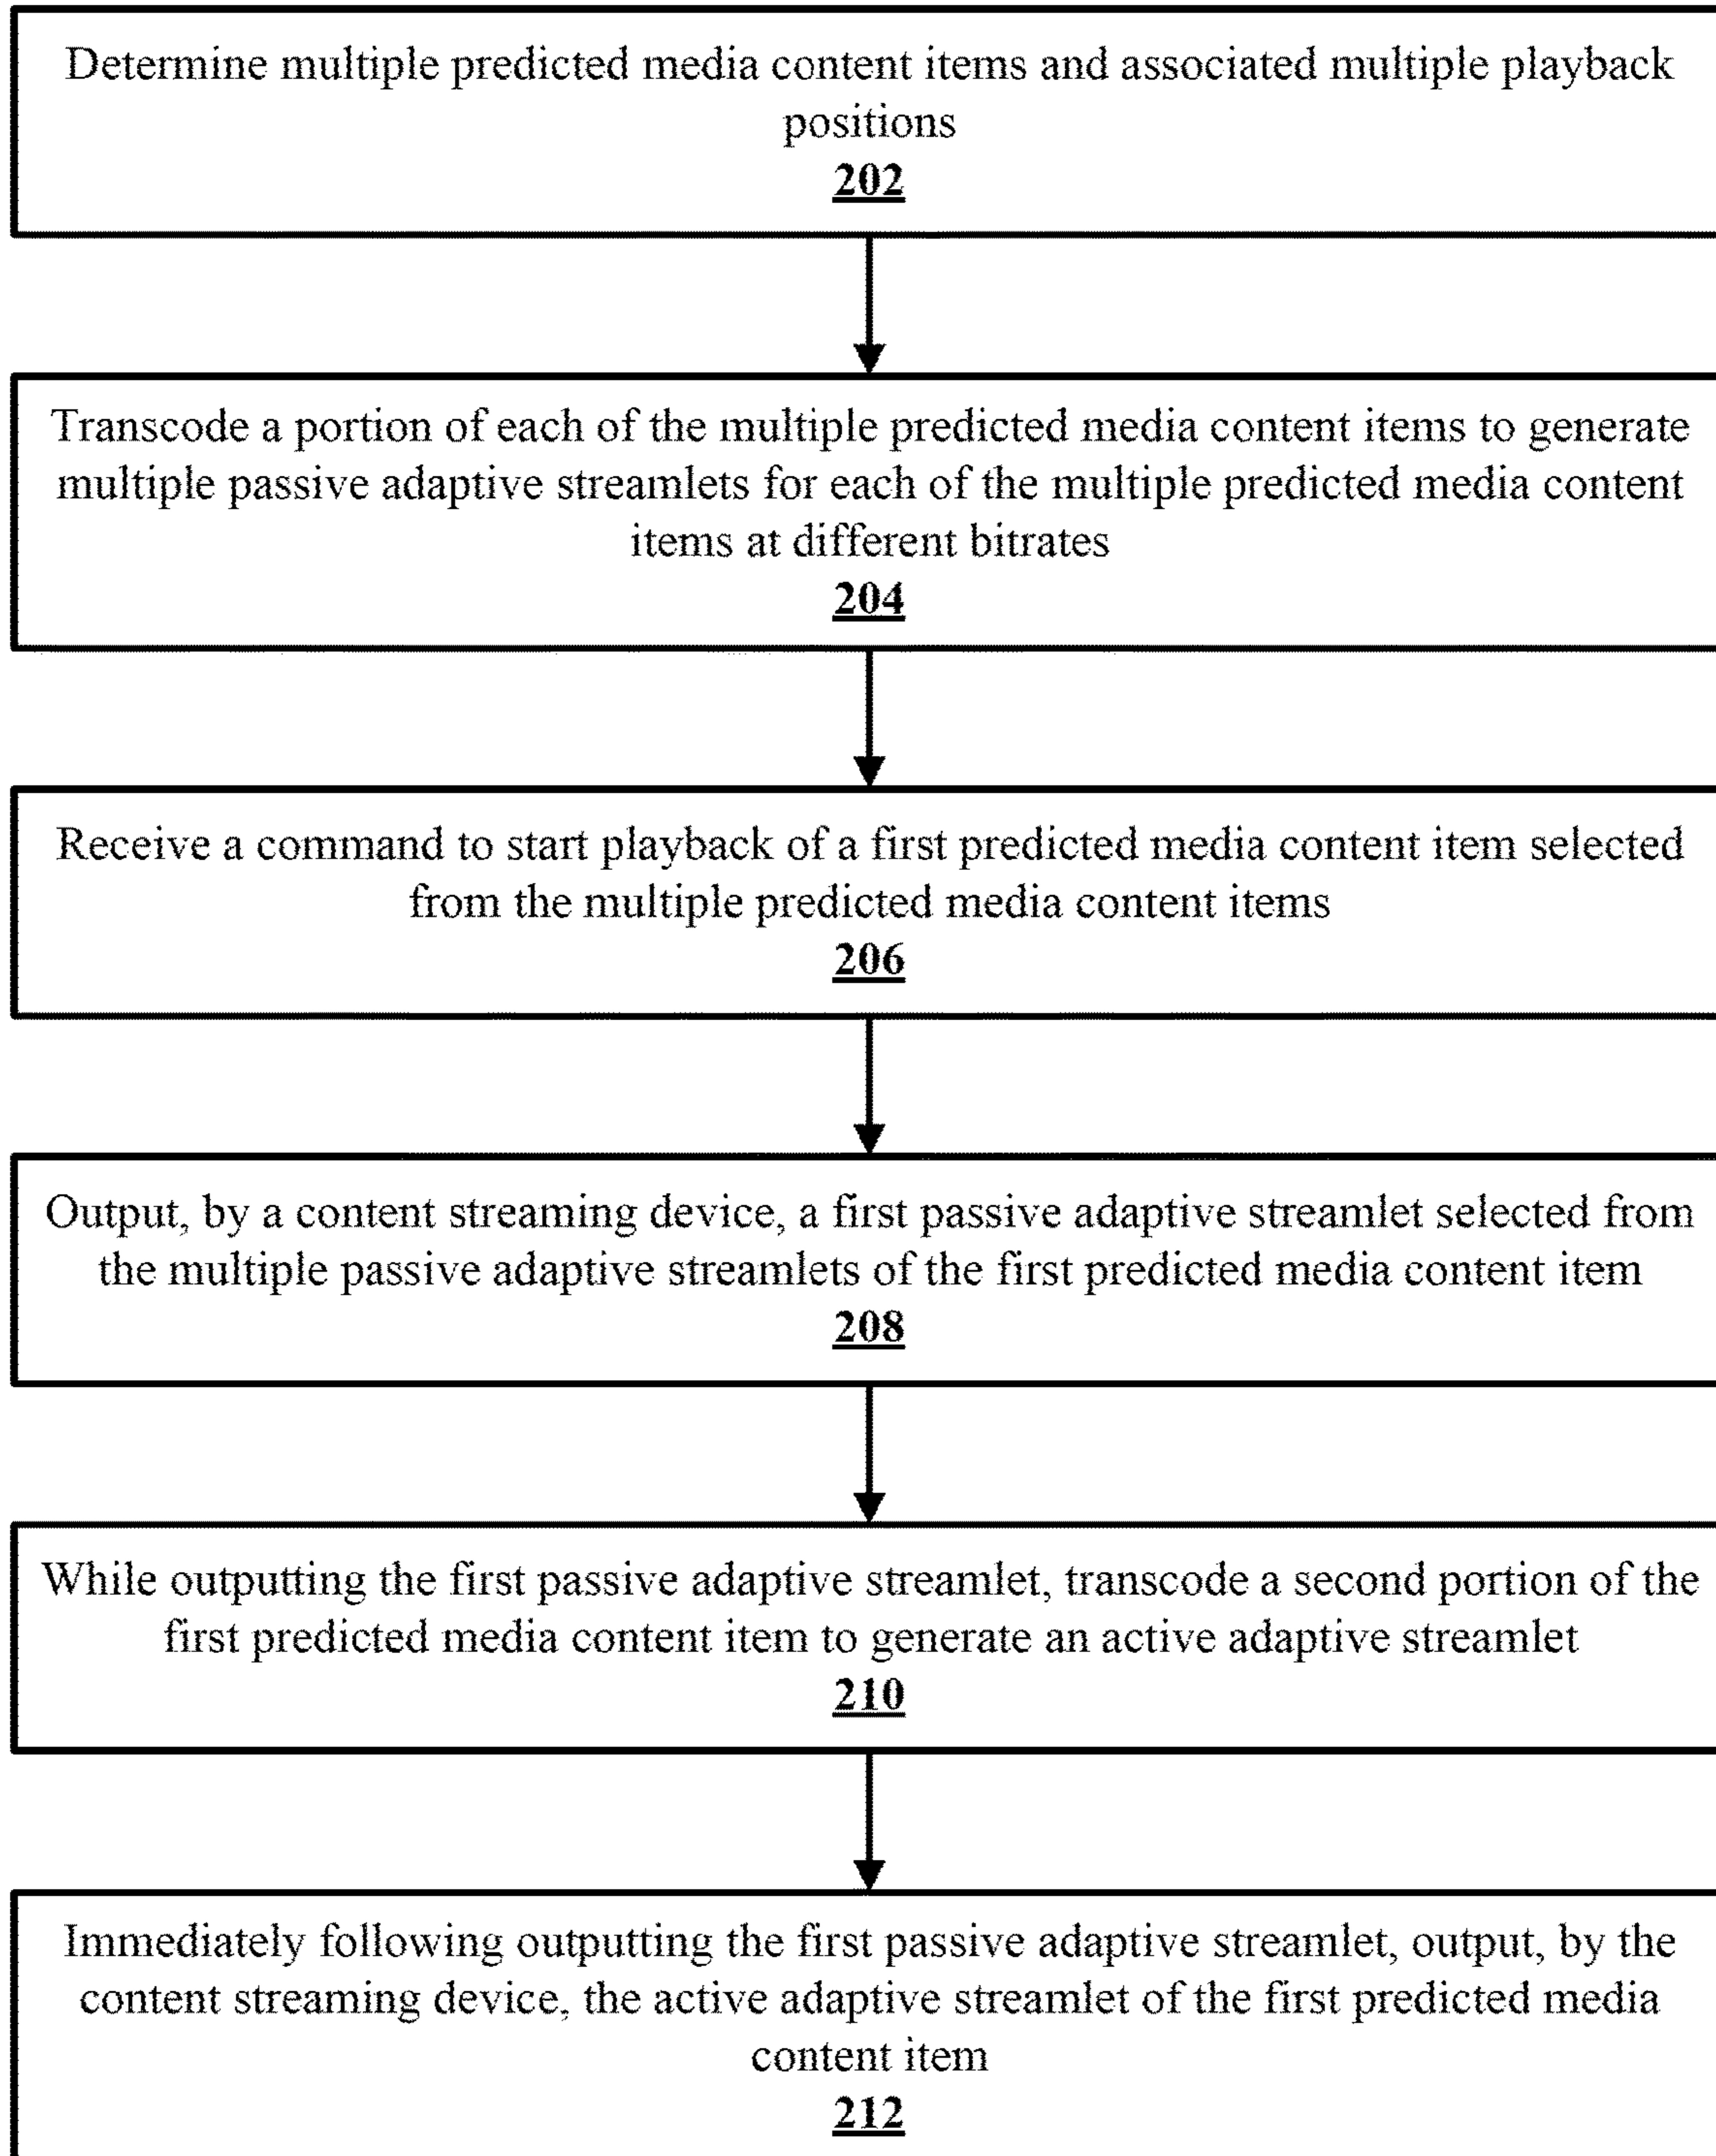 Determine multiple predicted media content items and associated multiple playback
positions
202
Transcode a portion of each of the multiple predicted media content items to generate
multiple passive adaptive streamlets for each of the multiple predicted media content
items at different bitrates
204
Receive a command to start playback of a first predicted media content item selected
from the multiple predicted media content items
206
Output, by a content streaming device, a first passive adaptive streamlet selected from
the multiple passive adaptive streamlets of the first predicted media content item
208
While outputting the first passive adaptive streamlet, transcode a second portion of the
first predicted media content item to generate an active adaptive streamlet
210
Immediately following outputting the first passive adaptive streamlet, output, by the
content streaming device, the active adaptive streamlet of the first predicted media
content item
212